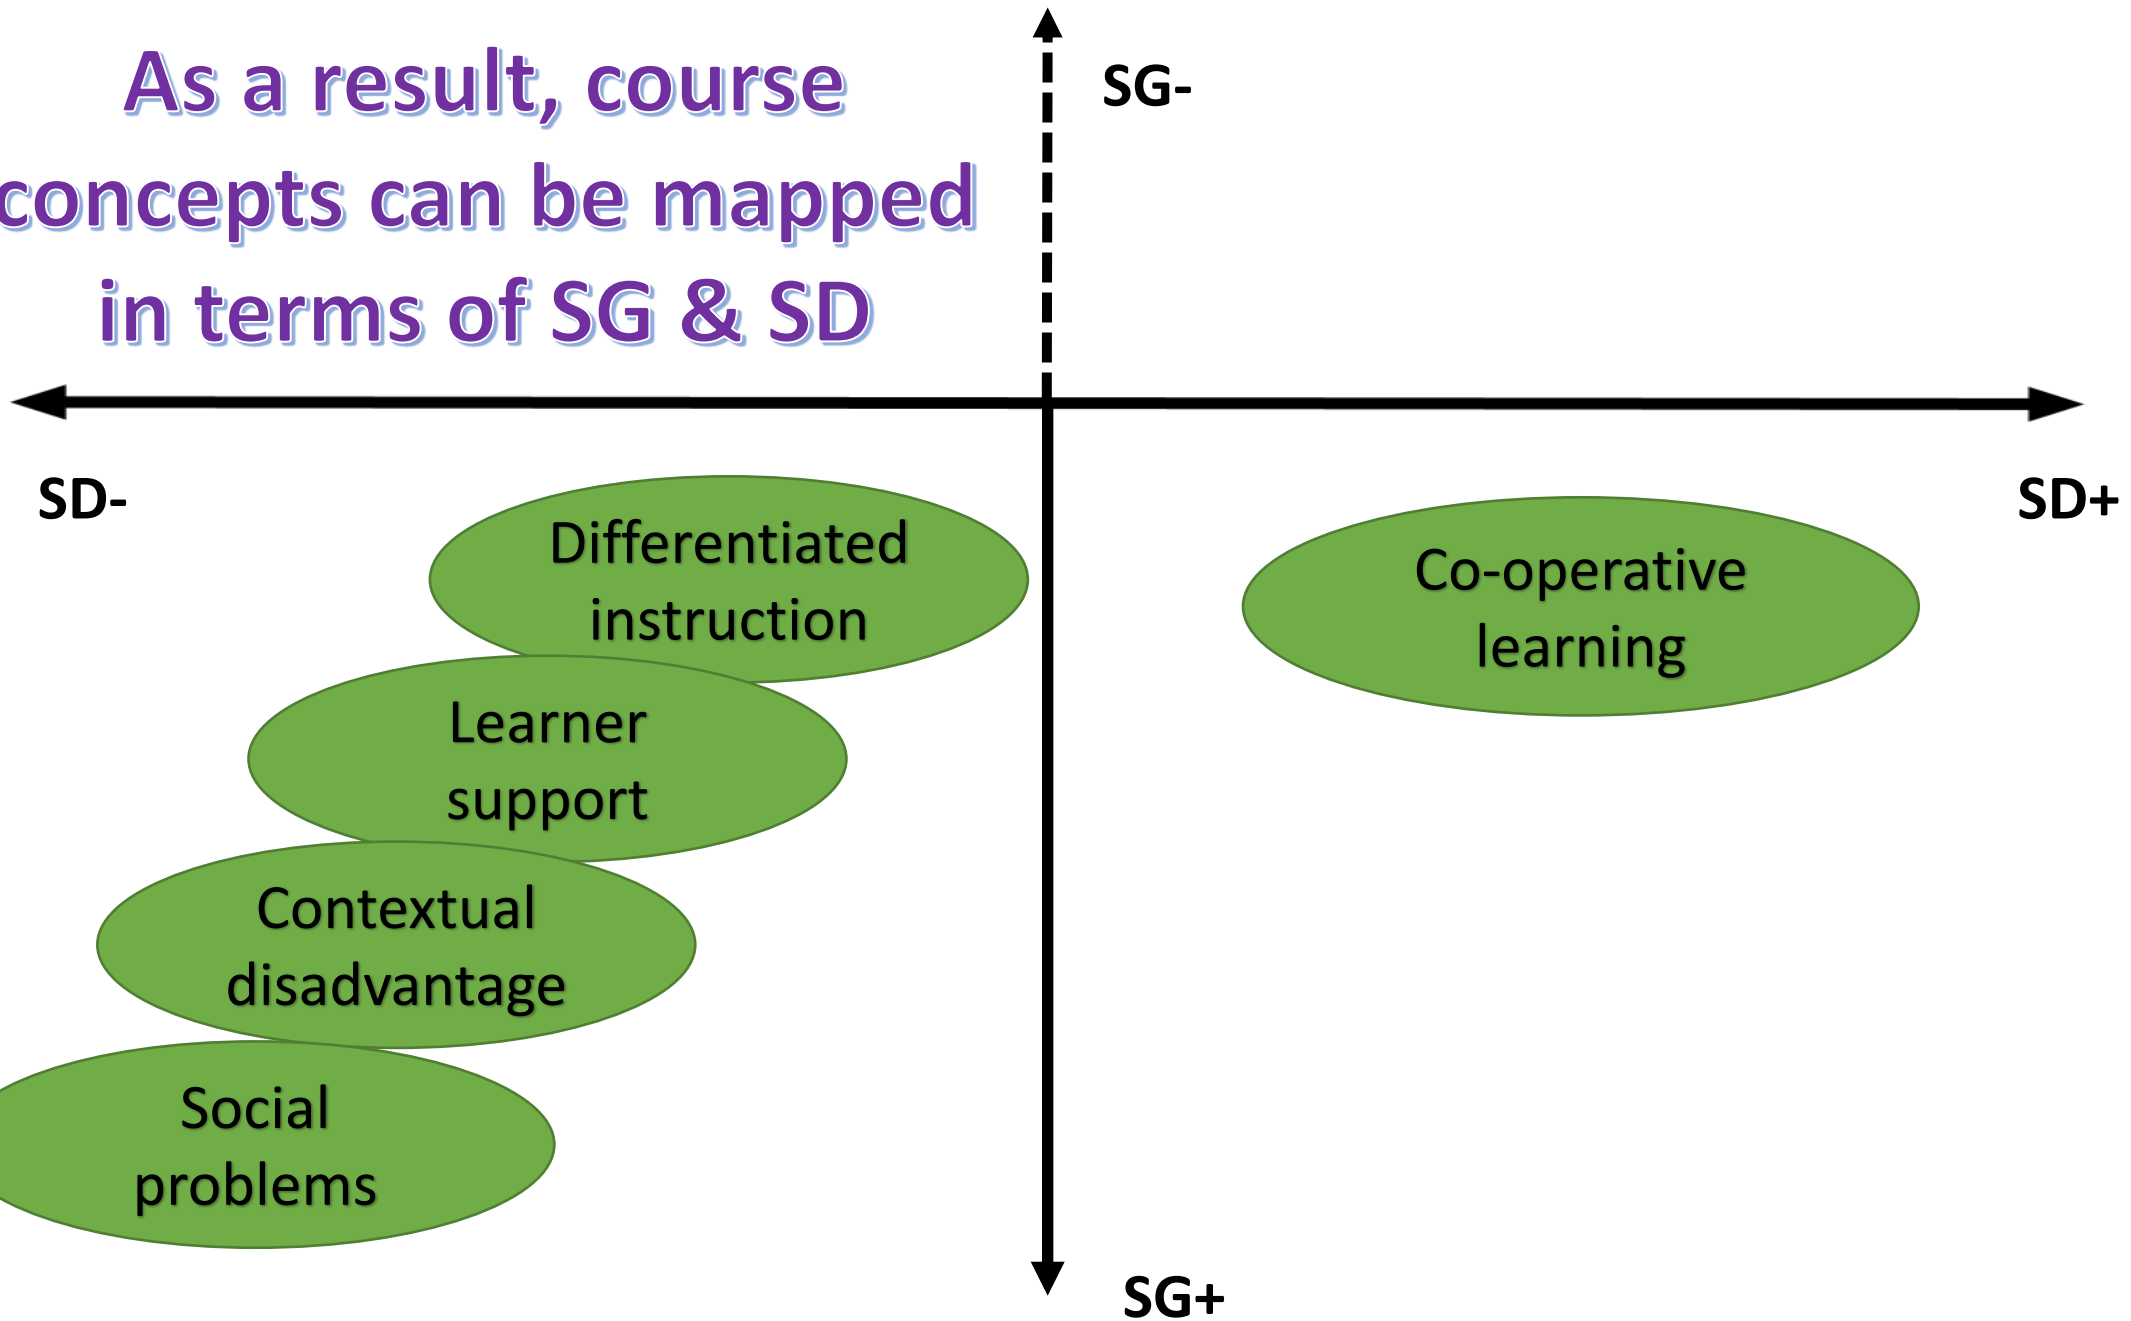 As a result, course
concepts can be mapped
in terms of SG & SD
SG-
SD-
SD+
Differentiated
instruction
Co-operative
learning
Learner
support
Contextual
disadvantage
Social
problems
SG+